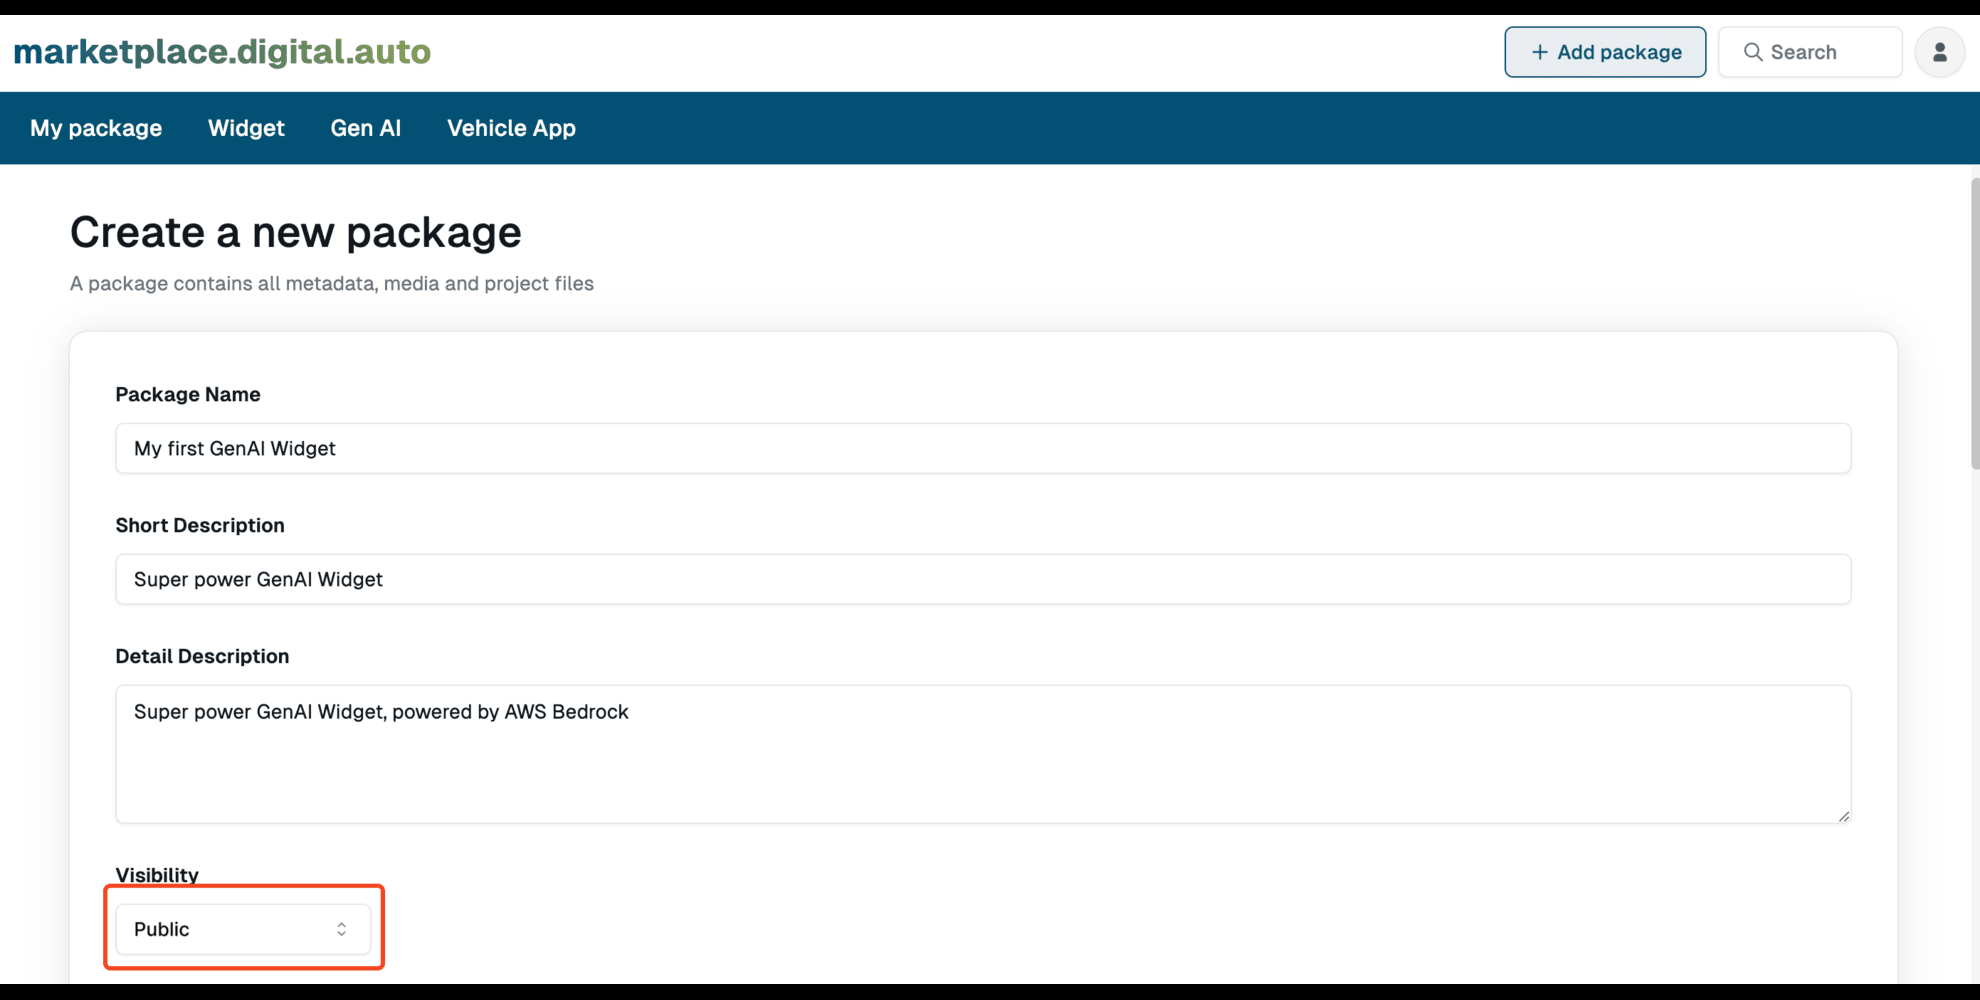 marketplace.digital.auto
+ Add package
Search
My package Widget Gen AI Vehicle App
Create a new package
A package contains all metadata, media and project files
Package Name
My first GenAI Widget
Short Description
Super power GenAI Widget
Detail Description
Super power GenAI Widget, powered by AWS Bedrock
Visibility
Public